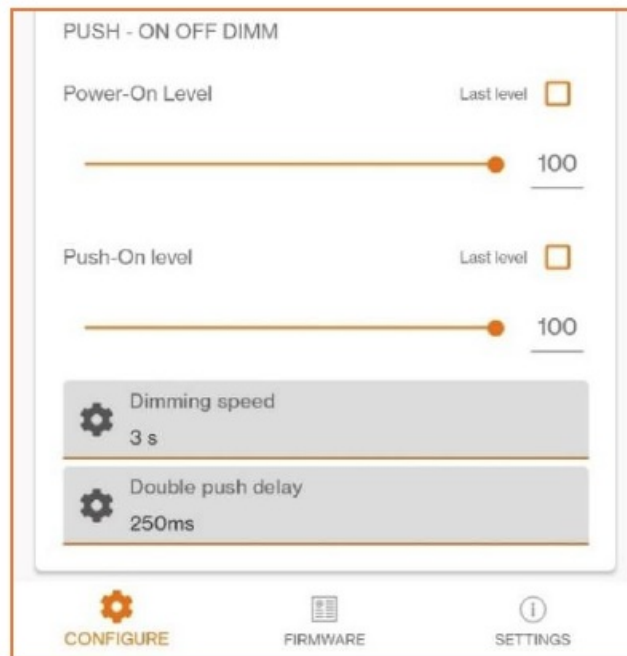 PUSH - ON OFF DIMM
Power-On Level Last level
100
Push-On level Last level
100
Dimming speed
3 s
Double push delay
250ms
CONFIGURE FIRMWARE SETTINGS